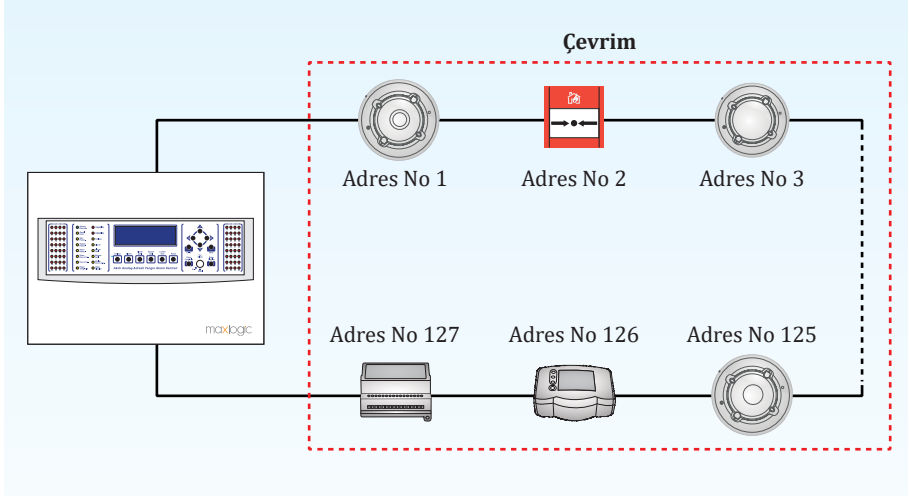 Çevrim
Adres No 1
Adres No 2
Adres No 3
maxlogic
Adres No 127
Adres No 126
Adres No 125